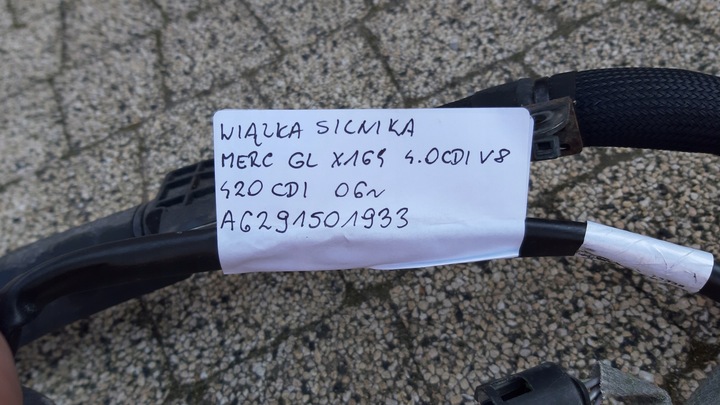 WIĄZKA SILNIKA
MERC GL X164 4.0CDI V8
420 CDI 06r
A6291501933